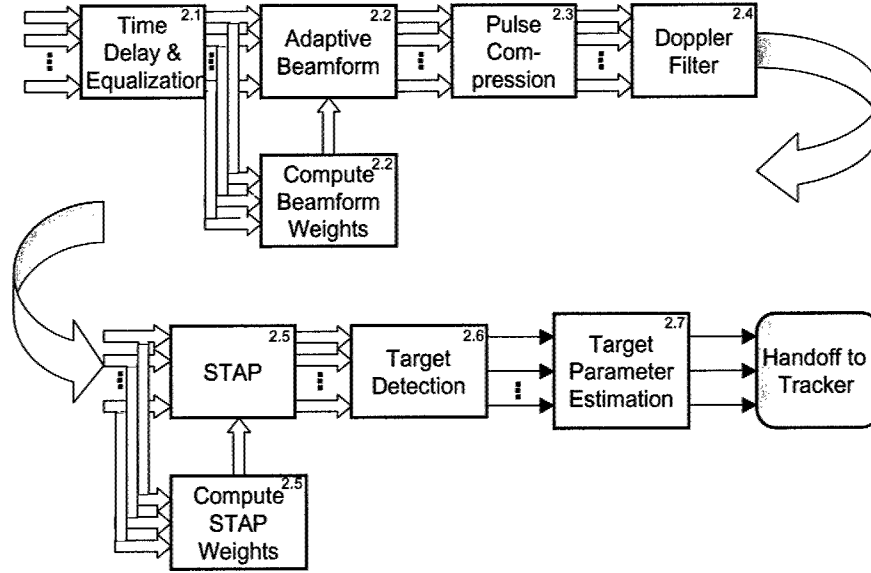 2.1
Time
Delay &
Equalization
2.2
Adaptive
Beamform
2.3
Pulse
Com-
pression
2.4
Doppler
Filter
2.2
Compute
Beamform
Weights
2.5
STAP
2.6
Target
Detection
2.7
Target
Parameter
Estimation
Handoff to
Tracker
2.5
Compute
STAP
Weights